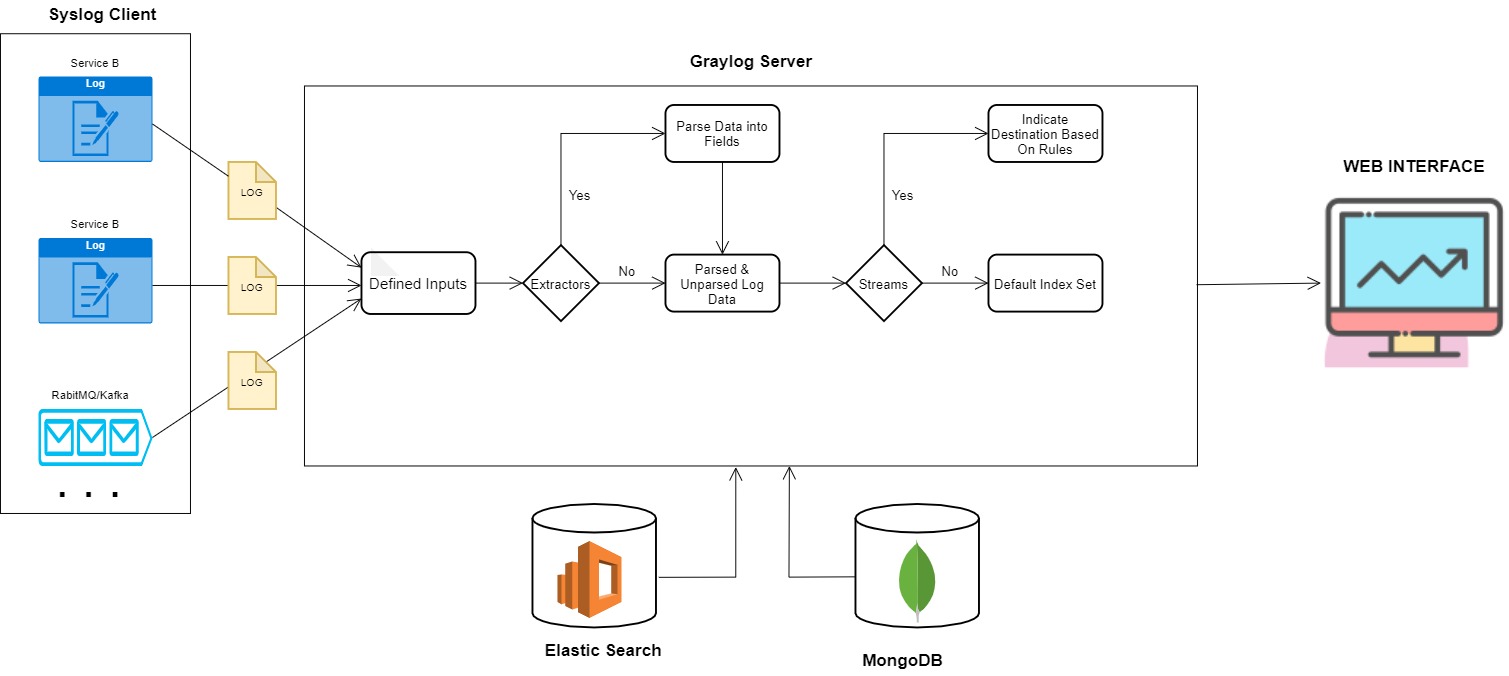 Syslog Client
Service B
Log
Service B
Log
RabitMQ/Kafka
. . .
LOG
LOG
LOG
Graylog Server
Defined Inputs
Extractors
Yes
No
Parse Data into
Fields
Parsed &
Unparsed Log
Data
Streams
Yes
No
Indicate
Destination Based
On Rules
Default Index Set
WEB INTERFACE
Elastic Search
MongoDB